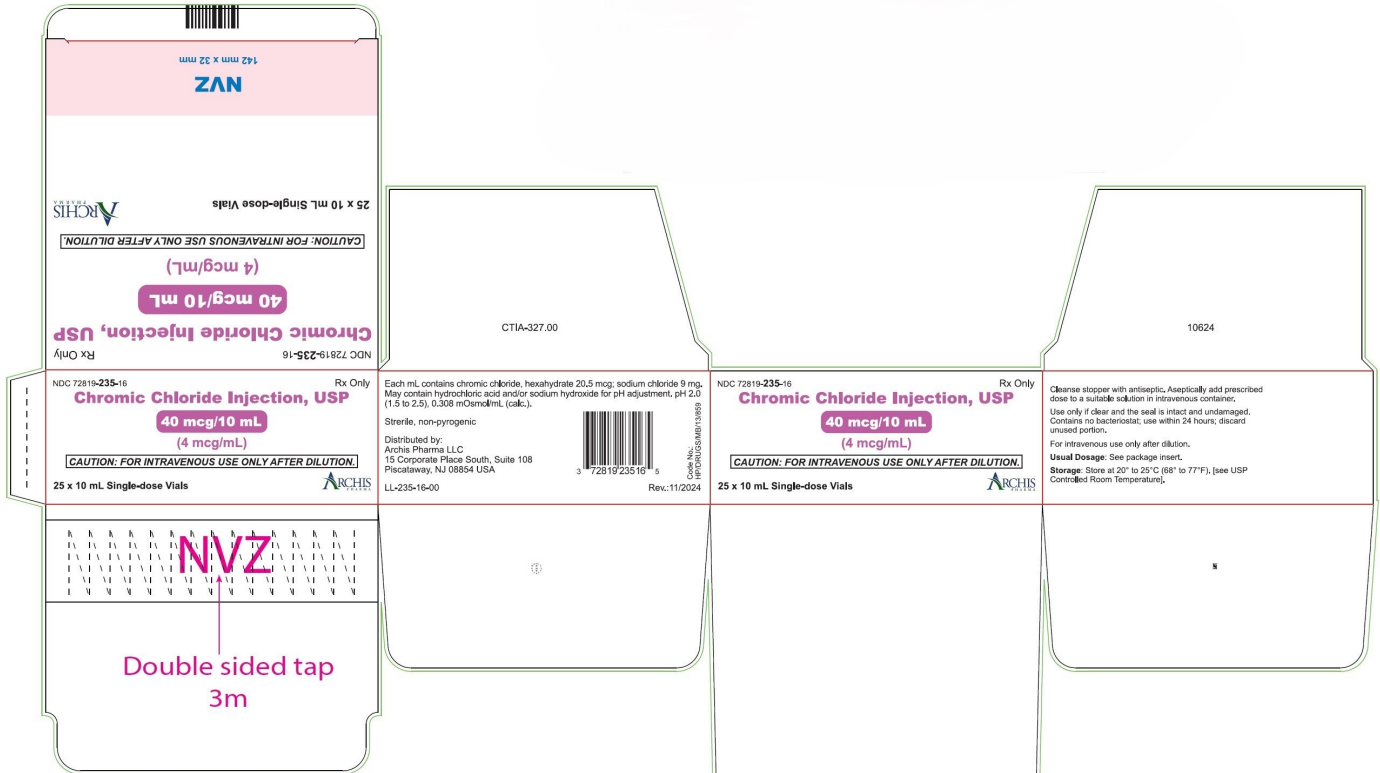 142 mm x 32 mm
NVZ
25 x 10 mL Single-dose Vials
ARCHIS
PHARMA
CAUTION: FOR INTRAVENOUS USE ONLY AFTER DILUTION.
(4 mcg/mL)
40 mcg/10 mL
Chromic Chloride Injection, USP
NDC 72819-235-16
Rx Only
NDC 72819-235-16
Rx Only
Chromic Chloride Injection, USP
40 mcg/10 mL
(4 mcg/mL)
CAUTION: FOR INTRAVENOUS USE ONLY AFTER DILUTION.
25 x 10 mL Single-dose Vials
ARCHIS
PHARMA
NVZ
Double sided tap
3m
CTIA-327.00
Each mL contains chromic chloride, hexahydrate 20.5 mcg; sodium chloride 9 mg.
May contain hydrochloric acid and/or sodium hydroxide for pH adjustment. pH 2.0
(1.5 to 2.5), 0.308 mOsmol/mL (calc.).
Strerile, non-pyrogenic
Distributed by:
Archis Pharma LLC
15 Corporate Place South, Suite 108
Piscataway, NJ 08854 USA
LL-235-16-00
3 72819 23516 5
Code No.:
HP/DRUGS/MB/13/859
Rev.:11/2024
NDC 72819-235-16
Rx Only
Chromic Chloride Injection, USP
40 mcg/10 mL
(4 mcg/mL)
CAUTION: FOR INTRAVENOUS USE ONLY AFTER DILUTION.
25 x 10 mL Single-dose Vials
ARCHIS
PHARMA
10624
Cleanse stopper with antiseptic. Aseptically add prescribed
dose to a suitable solution in intravenous container.
Use only if clear and the seal is intact and undamaged.
Contains no bacteriostat; use within 24 hours; discard
unused portion.
For intravenous use only after dilution.
Usual Dosage: See package insert.
Storage: Store at 20° to 25°C (68° to 77°F). [see USP
Controlled Room Temperature].